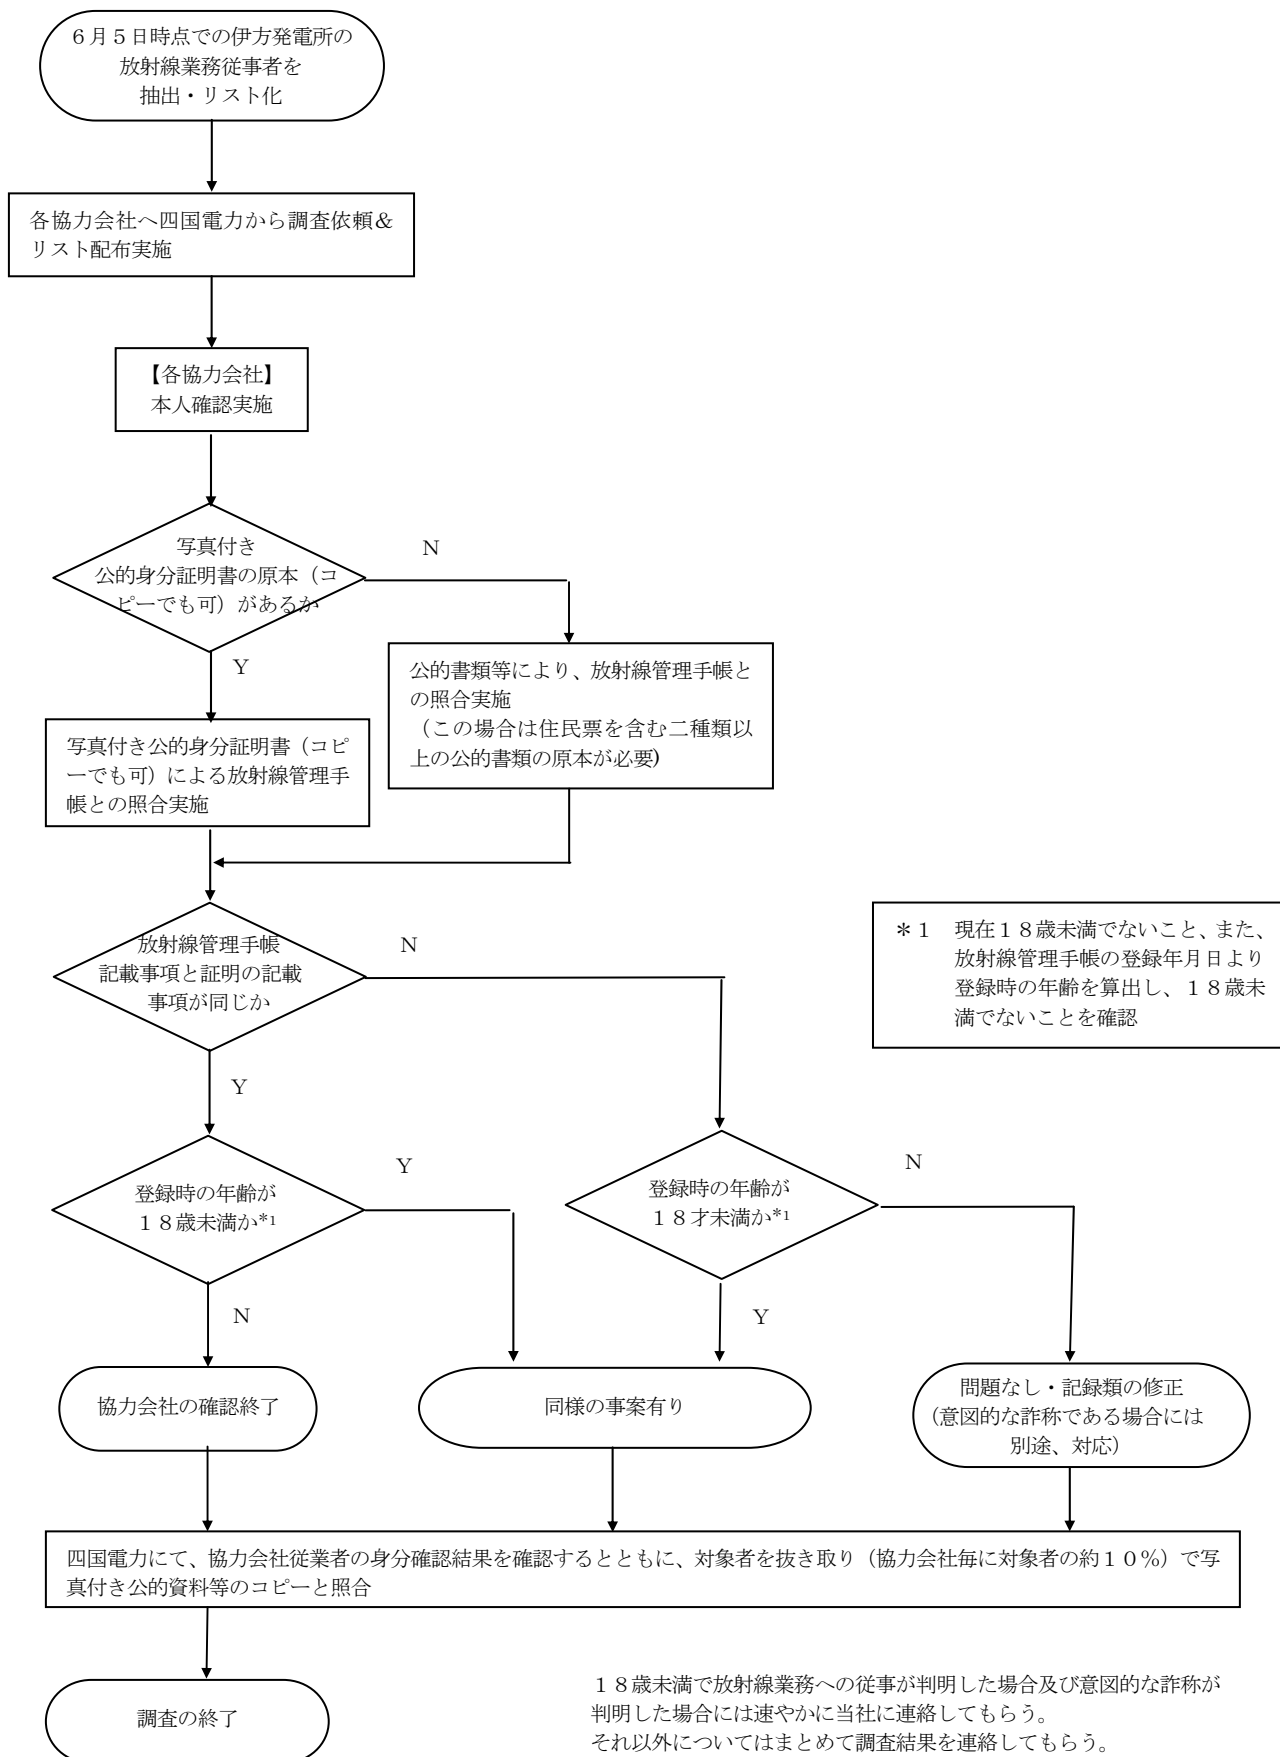 ６月５日時点での伊方発電所の
放射線業務従事者を
抽出・リスト化
各協力会社へ四国電力から調査依頼＆
リスト配布実施
【各協力会社】
本人確認実施
写真付き
公的身分証明書の原本（コ
ピーでも可）があるか
N
Y
公的書類等により、放射線管理手帳と
の照合実施
（この場合は住民票を含む二種類以
上の公的書類の原本が必要)
写真付き公的身分証明書（コピ
ーでも可）による放射線管理手
帳との照合実施
放射線管理手帳
記載事項と証明の記載
事項が同じか
N
Y
＊１　現在１８歳未満でないこと、また、
放射線管理手帳の登録年月日より
登録時の年齢を算出し、１８歳未
満でないことを確認
登録時の年齢が
１８歳未満か*1
Y
N
登録時の年齢が
１８才未満か*1
N
Y
協力会社の確認終了
同様の事案有り
問題なし・記録類の修正
（意図的な詐称である場合には
別途、対応）
四国電力にて、協力会社従業者の身分確認結果を確認するとともに、対象者を抜き取り（協力会社毎に対象者の約１０％）で写
真付き公的資料等のコピーと照合
調査の終了
１８歳未満で放射線業務への従事が判明した場合及び意図的な詐称が
判明した場合には速やかに当社に連絡してもらう。
それ以外についてはまとめて調査結果を連絡してもらう。